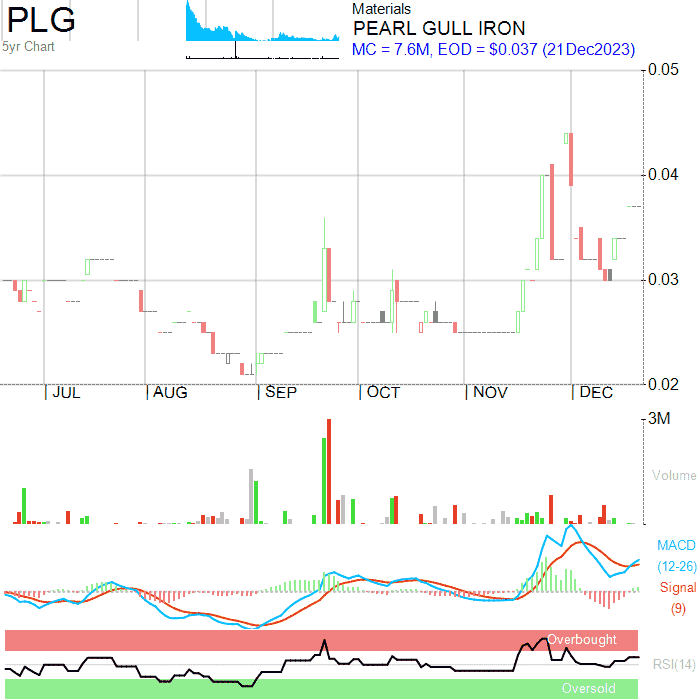 PLG
5yr Chart
Materials
PEARL GULL IRON
MC = 7.6M, EOD = $0.037 (21Dec2023)
0.05
0.04
0.03
0.02
JUL AUG SEP OCT NOV DEC
3M
Volume
MACD
(12-26)
Signal
(9)
Overbought
RSI(14)
Oversold